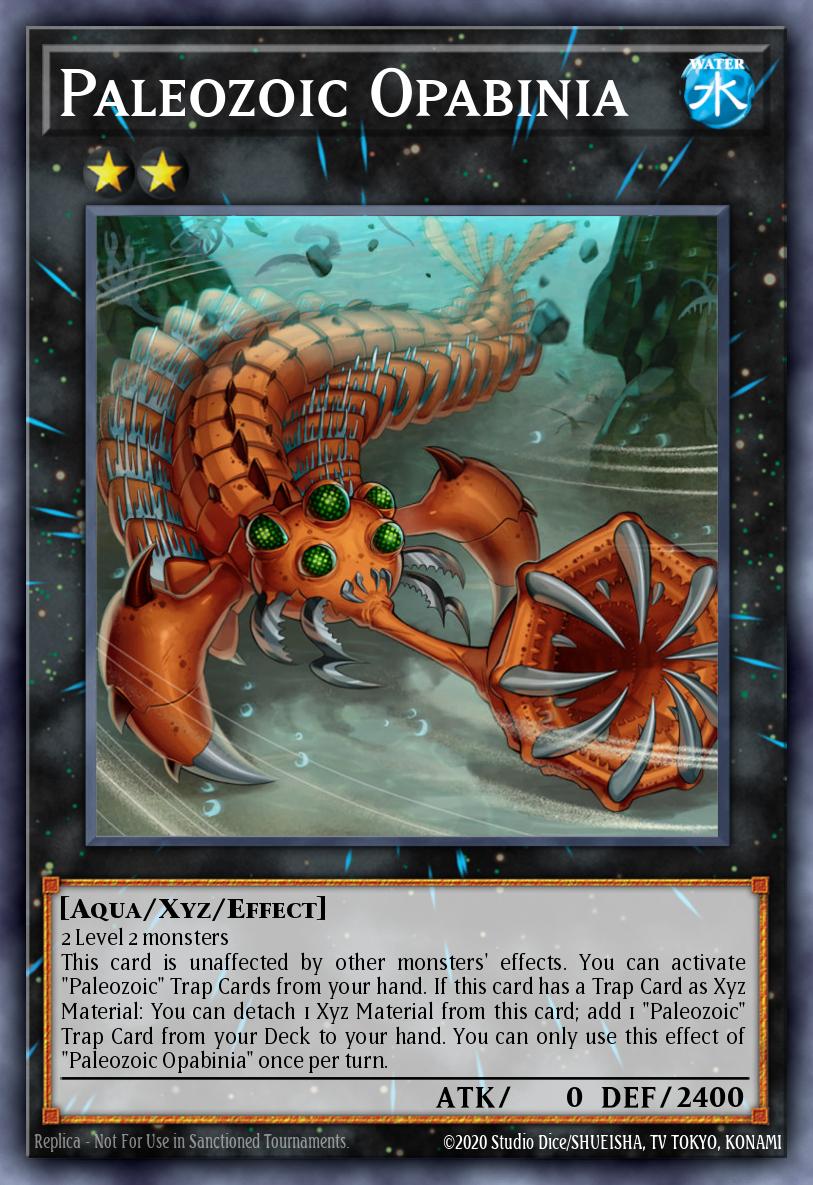 Paleozoic Opabinia
WATER
水
[Aqua/Xyz/Effect]
2 Level 2 monsters
This card is unaffected by other monsters' effects. You can activate
"Paleozoic" Trap Cards from your hand. If this card has a Trap Card as Xyz
Material: You can detach 1 Xyz Material from this card; add 1 "Paleozoic"
Trap Card from your Deck to your hand. You can only use this effect of
"Paleozoic Opabinia" once per turn.
ATK/ 0 DEF/2400
Replica - Not For Use in Sanctioned Tournaments.
©2020 Studio Dice/SHUEISHA, TV TOKYO, KONAMI